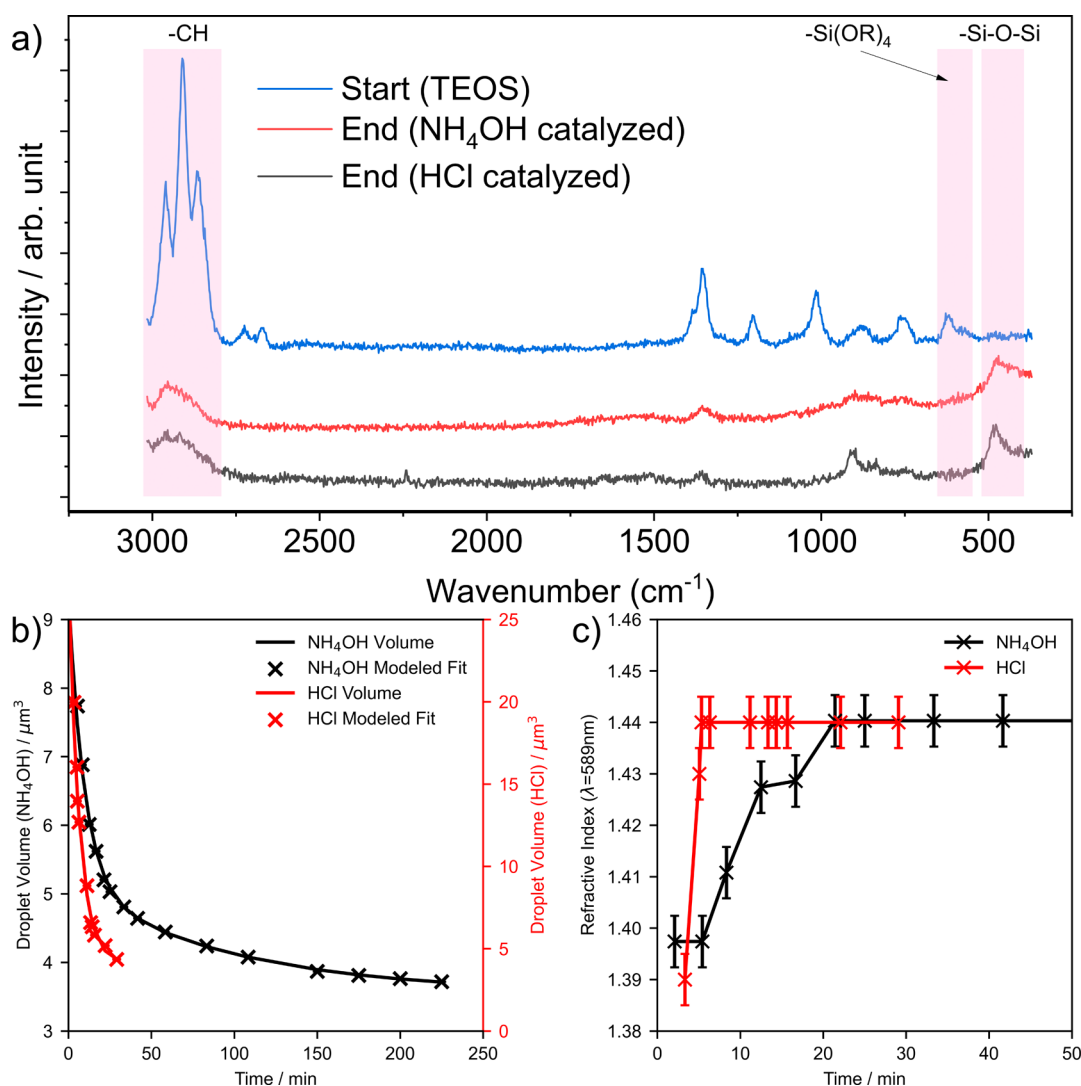 a)
-CH
-Si(OR)₄
-Si-O-Si
Start (TEOS)
End (NH₄OH catalyzed)
End (HCl catalyzed)
Intensity / arb. unit
3000 2500 2000 1500 1000 500
Wavenumber (cm⁻¹)
b)
NH₄OH Volume
NH₄OH Modeled Fit
HCl Volume
HCl Modeled Fit
Droplet Volume (NH₄OH) / μm³
9
8
7
6
5
4
3
0 50 100 150 200 250
Time / min
25
20
15
10
5
0
Droplet Volume (HCl) / μm³
c)
NH₄OH
HCl
Refractive Index (λ=589nm)
1.46
1.45
1.44
1.43
1.42
1.41
1.40
1.39
1.38
0 10 20 30 40 50
Time / min